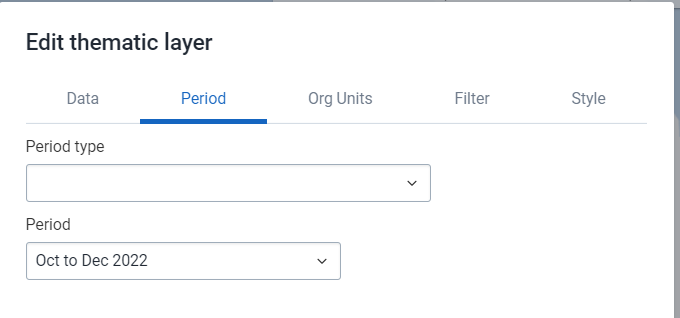 Edit thematic layer
Data Period Org Units Filter Style
Period type
Period
Oct to Dec 2022